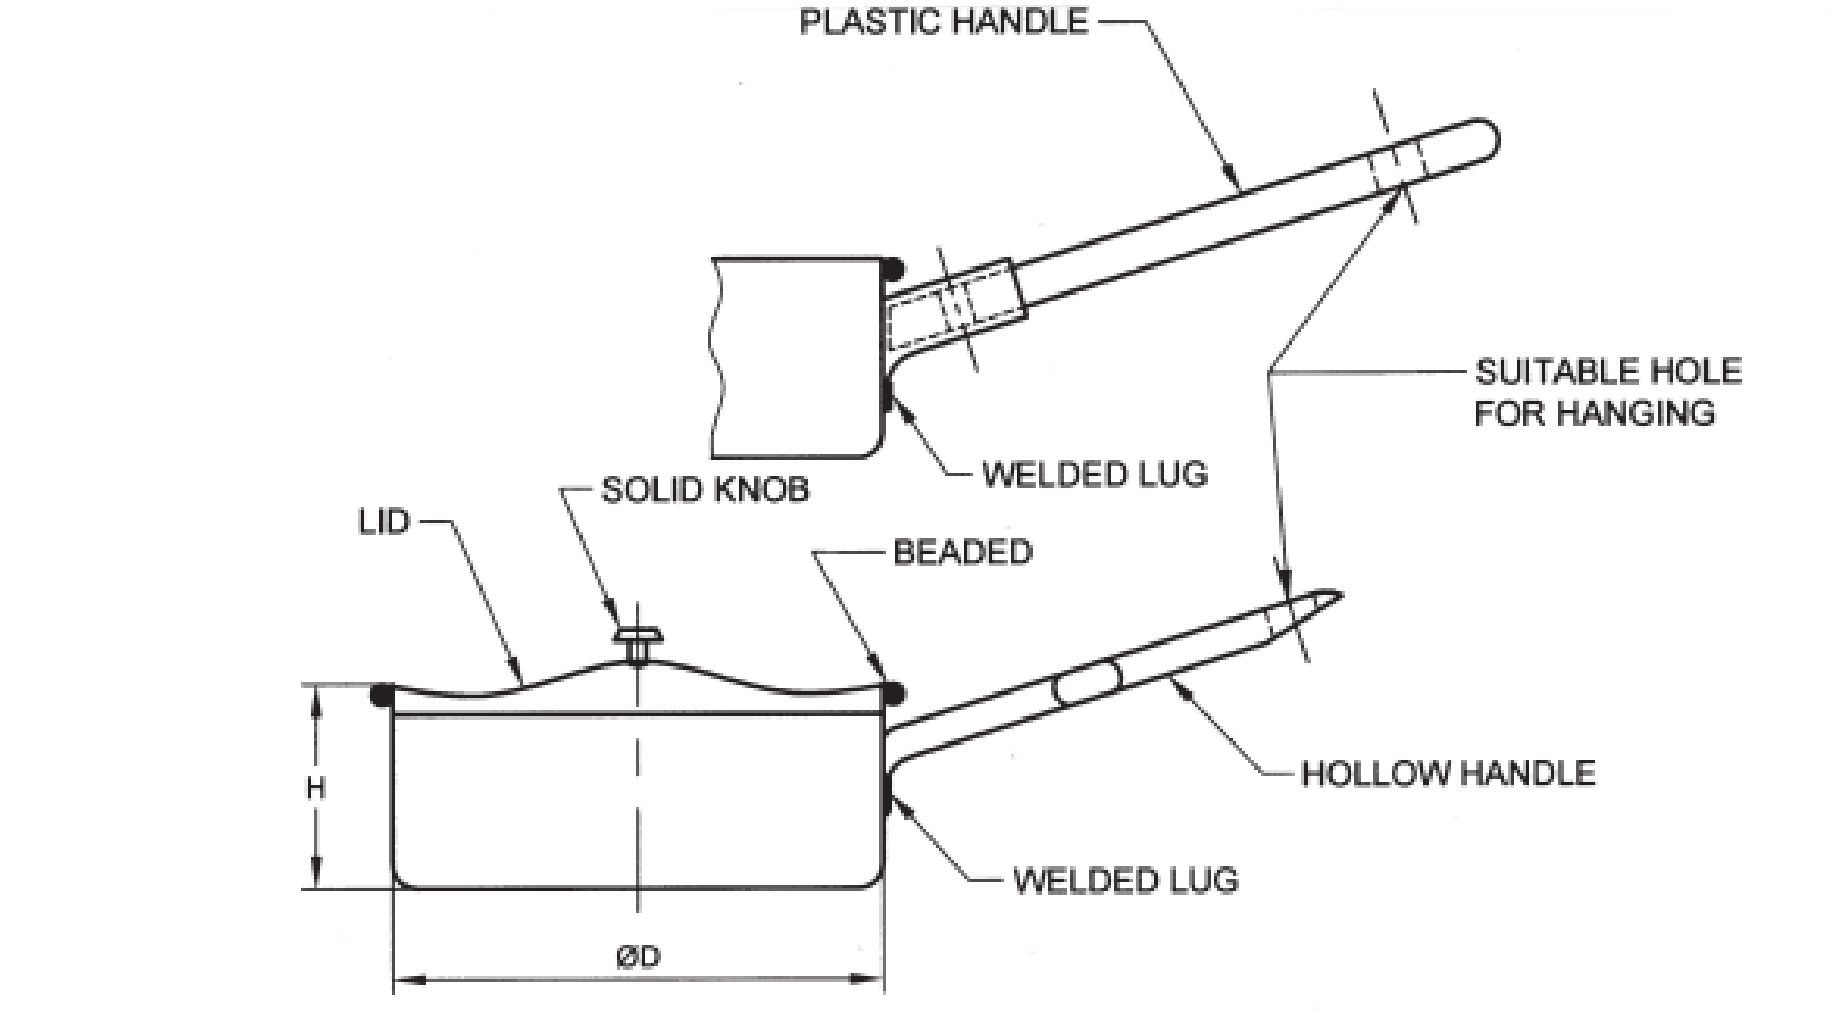 PLASTIC HANDLE
SUITABLE HOLE
FOR HANGING
WELDED LUG
SOLID KNOB
LID
BEADED
H
HOLLOW HANDLE
WELDED LUG
ØD